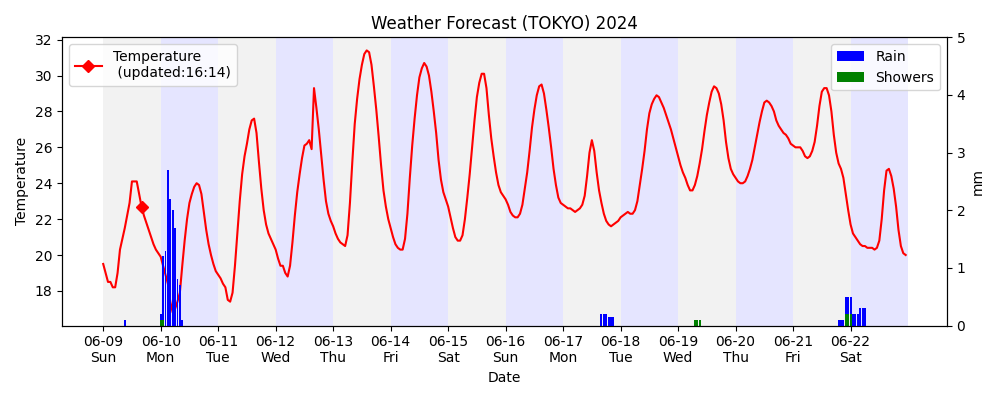 Weather Forecast (TOKYO) 2024
Temperature
(updated:16:14)
Rain
Showers
32
30
28
26
24
22
20
18
Temperature
5
4
3
2
1
0
mm
06-09 06-10 06-11 06-12 06-13 06-14 06-15 06-16 06-17 06-18 06-19 06-20 06-21 06-22
Sun Mon Tue Wed Thu Fri Sat Sun Mon Tue Wed Thu Fri Sat
Date